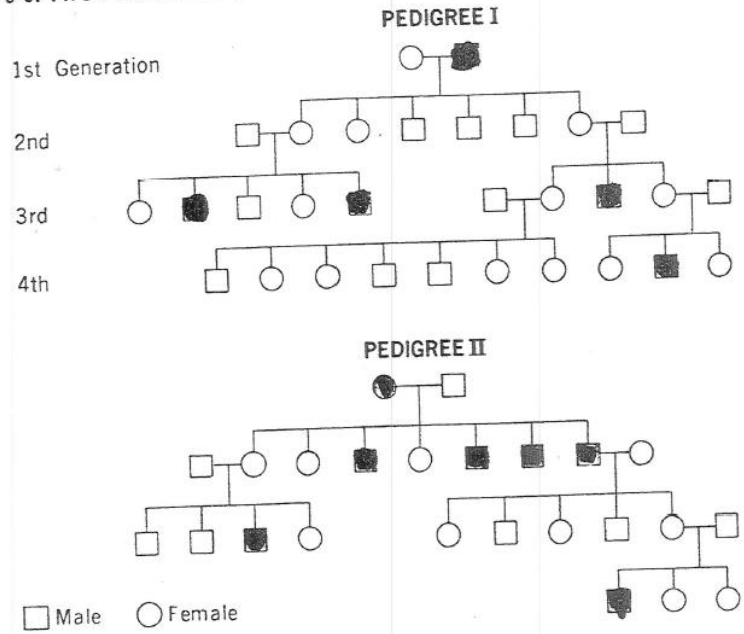 PEDIGREE I
1st Generation
2nd
3rd
4th
PEDIGREE II
Male
Female